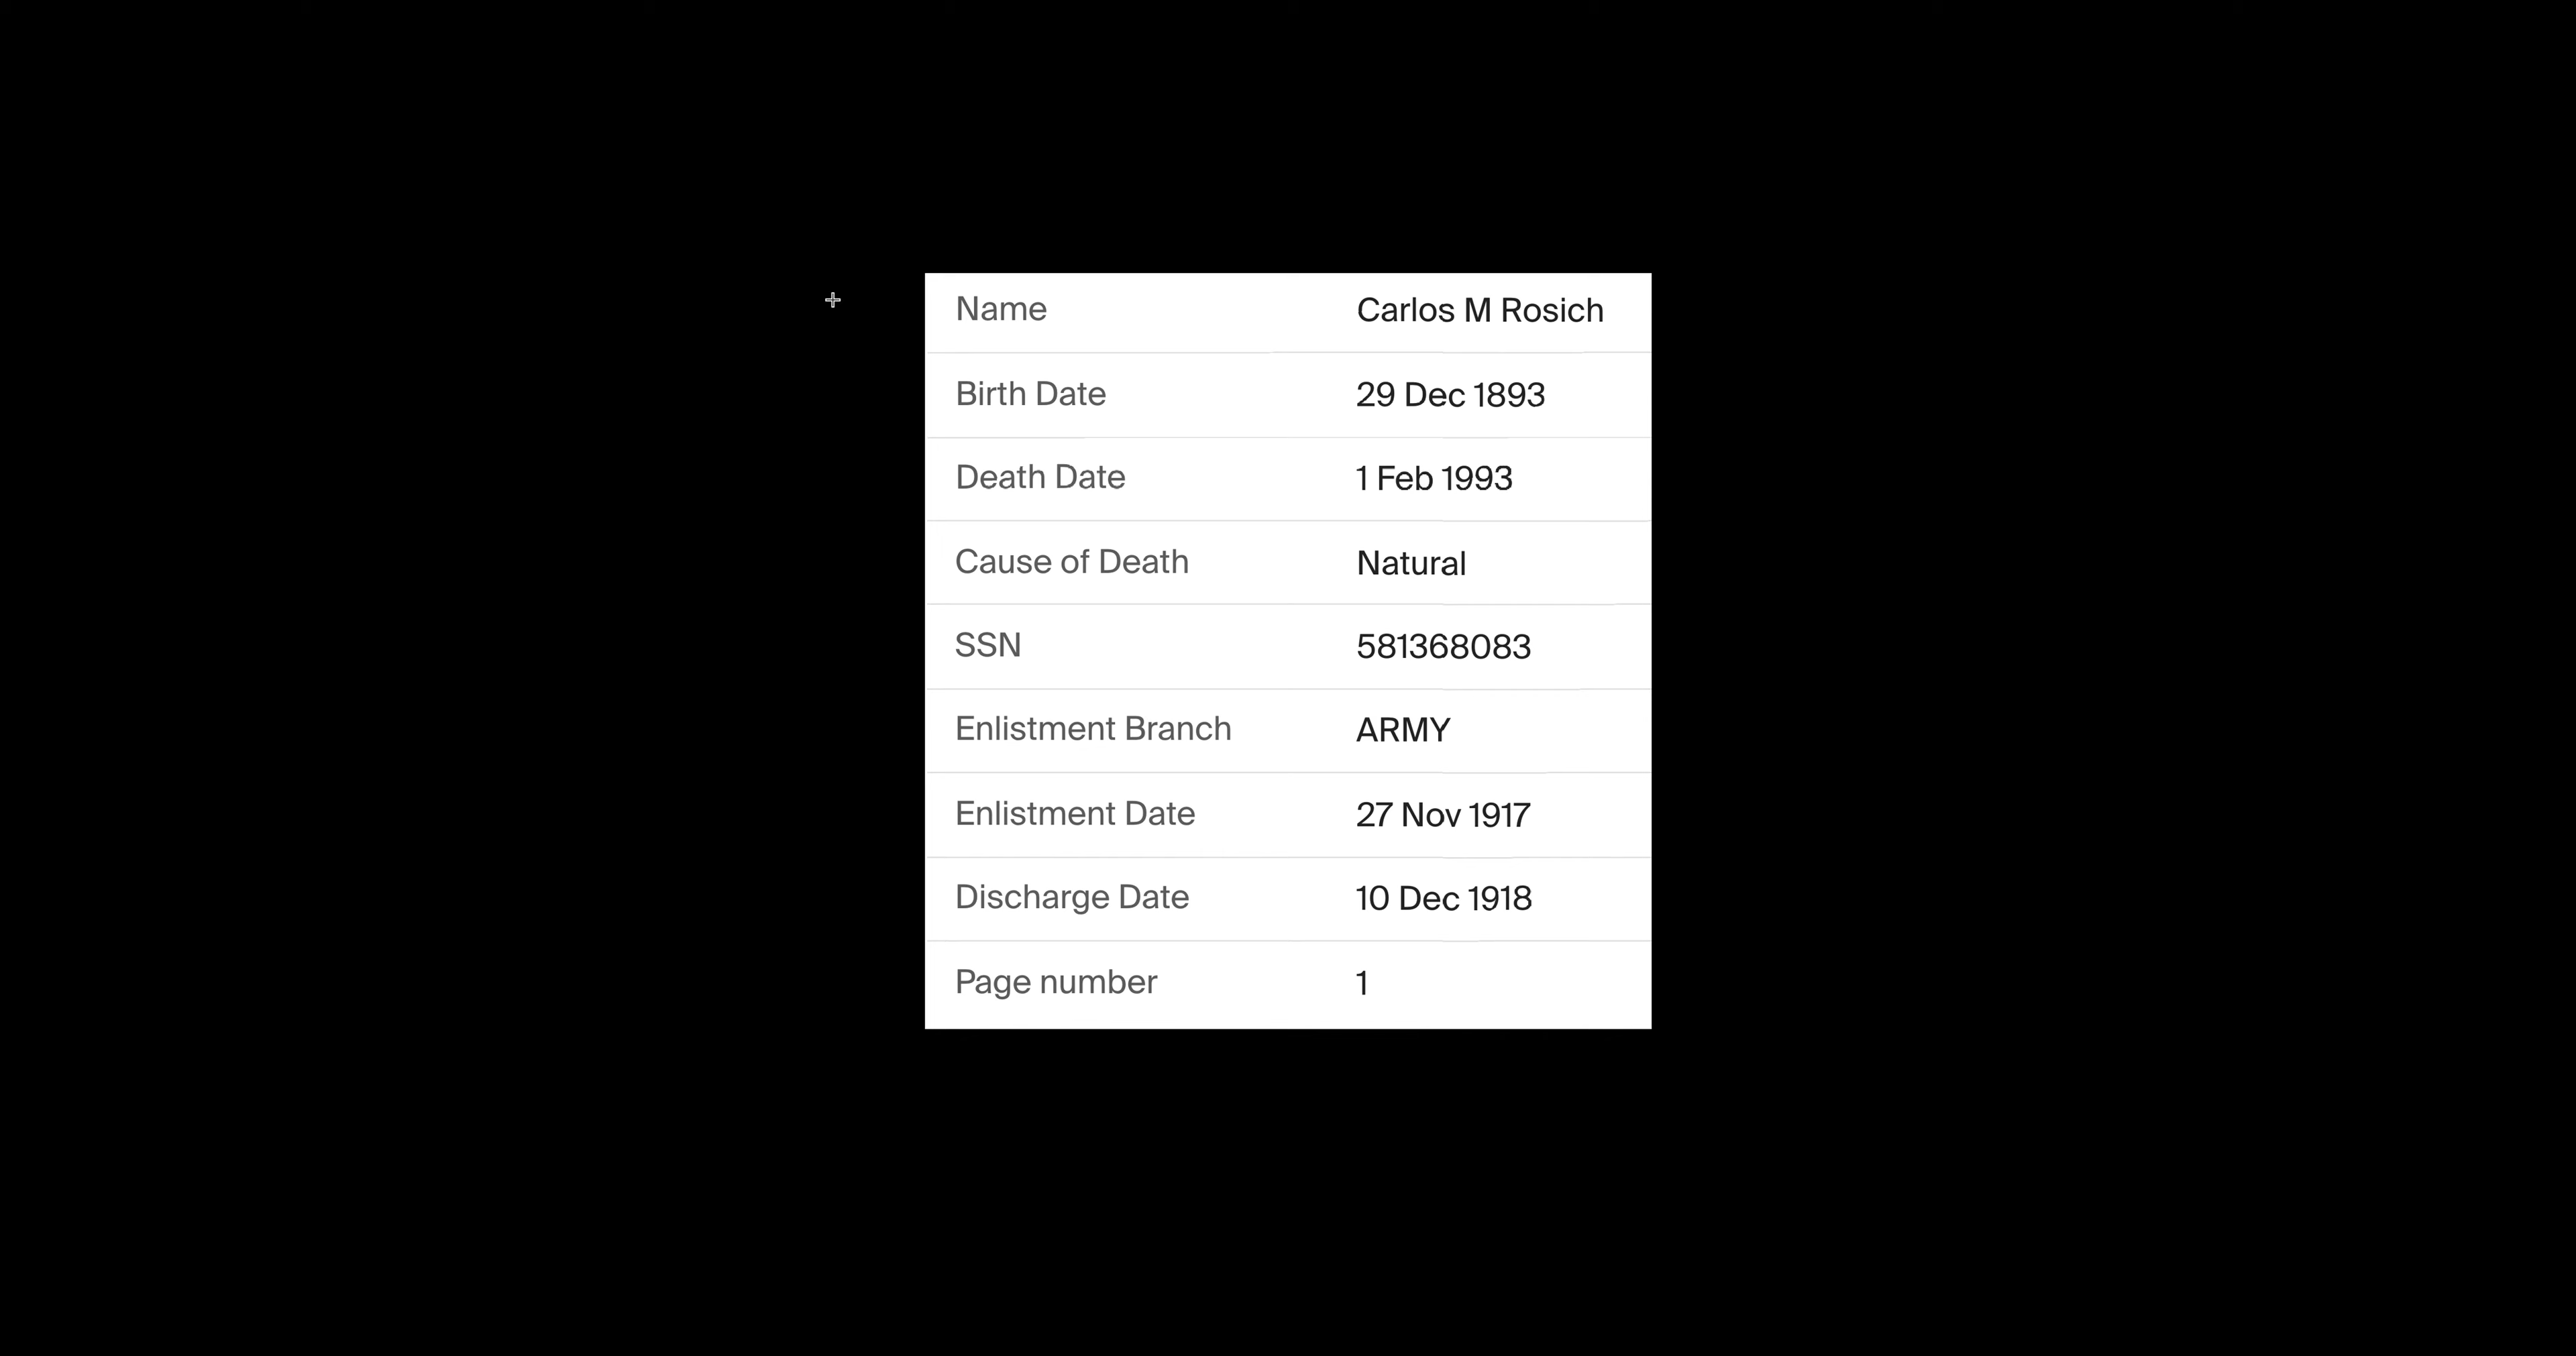 Name Carlos M Rosich
Birth Date 29 Dec 1893
Death Date 1 Feb 1993
Cause of Death Natural
SSN 581368083
Enlistment Branch ARMY
Enlistment Date 27 Nov 1917
Discharge Date 10 Dec 1918
Page number 1